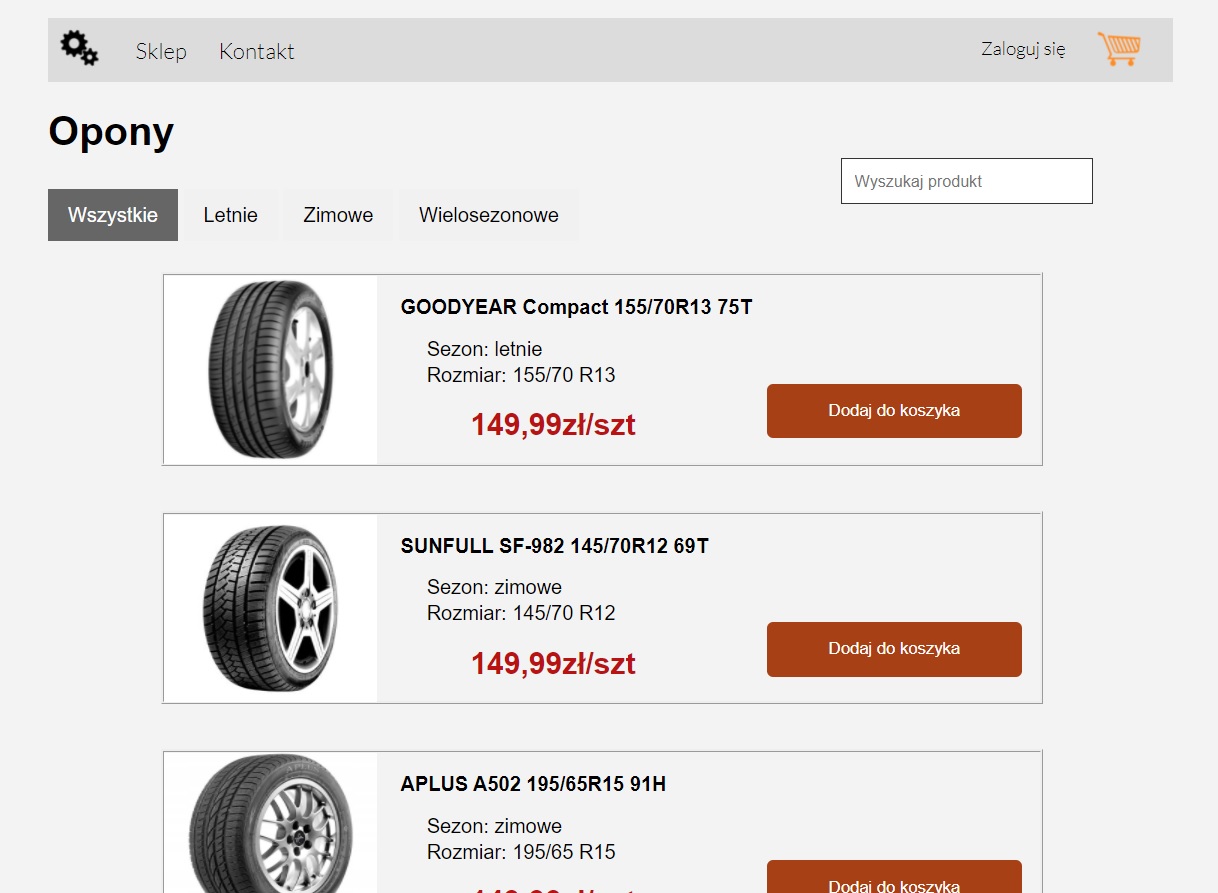 Sklep Kontakt Zaloguj się
Opony
Wyszukaj produkt
Wszystkie Letnie Zimowe Wielosezonowe
GOODYEAR Compact 155/70R13 75T
Sezon: letnie
Rozmiar: 155/70 R13
149,99zł/szt
Dodaj do koszyka
SUNFULL SF-982 145/70R12 69T
Sezon: zimowe
Rozmiar: 145/70 R12
149,99zł/szt
Dodaj do koszyka
APLUS A502 195/65R15 91H
Sezon: zimowe
Rozmiar: 195/65 R15
Dodaj do koszyka